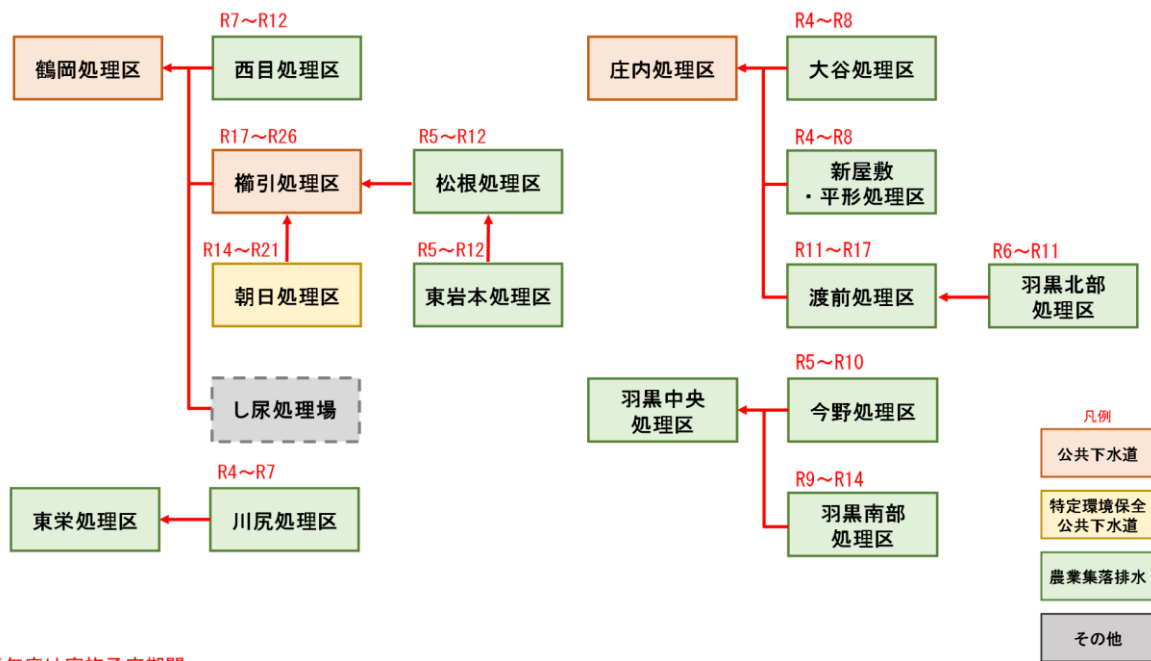 R7～R12
鶴岡処理区
西目処理区
R17～R26
櫛引処理区
R5～R12
松根処理区
R14～R21
朝日処理区
R5～R12
東岩本処理区
し尿処理場
R4～R7
東栄処理区
川尻処理区
R4～R8
庄内処理区
大谷処理区
R4～R8
新屋敷
・平形処理区
R11～R17
渡前処理区
R6～R11
羽黒北部
処理区
R5～R10
羽黒中央
処理区
今野処理区
R9～R14
羽黒南部
処理区
凡例
公共下水道
特定環境保全
公共下水道
農業集落排水
その他